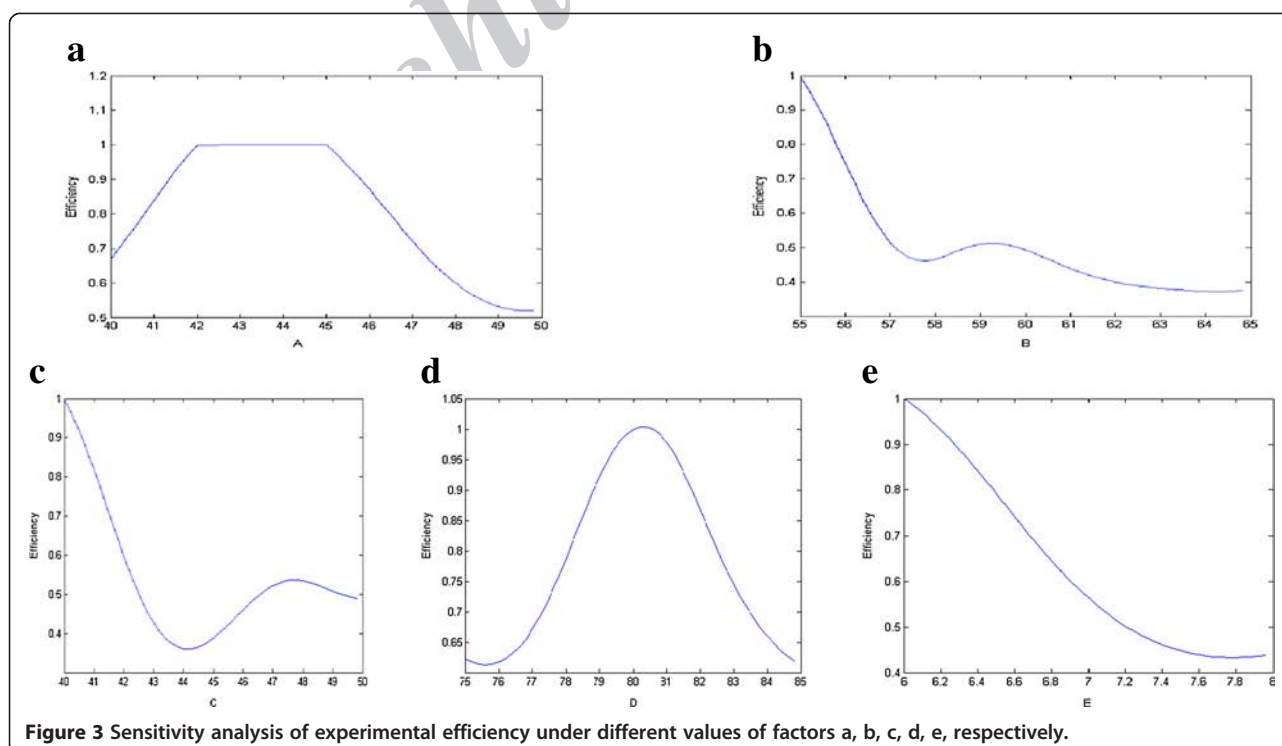 a
1.2
1.1
1
0.9
0.8
0.7
0.6
0.5
Efficiency
40 41 42 43 44 45 46 47 48 49 50
A
b
1
0.9
0.8
0.7
0.6
0.5
0.4
Efficiency
55 56 57 58 59 60 61 62 63 64 65
B
c
1
0.9
0.8
0.7
0.6
0.5
0.4
Efficiency
40 41 42 43 44 45 46 47 48 49 50
C
d
1.05
1
0.95
0.9
0.85
0.8
0.75
0.7
0.65
Efficiency
75 76 77 78 79 80 81 82 83 84 85
D
e
1
0.9
0.8
0.7
0.6
0.5
0.4
Efficiency
6 6.2 6.4 6.6 6.8 7 7.2 7.4 7.6 7.8 8
E
Figure 3 Sensitivity analysis of experimental efficiency under different values of factors a, b, c, d, e, respectively.